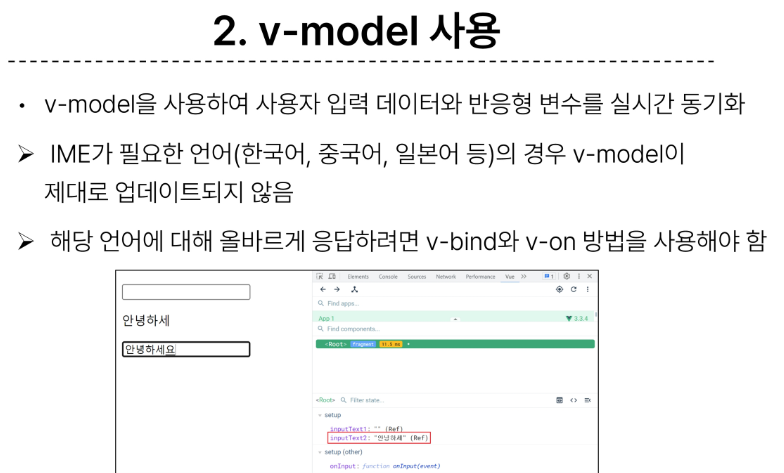 2. v-model 사용
• v-model을 사용하여 사용자 입력 데이터와 반응형 변수를 실시간 동기화
➢ IME가 필요한 언어(한국어, 중국어, 일본어 등)의 경우 v-model이
제대로 업데이트되지 않음
➢ 해당 언어에 대해 올바르게 응답하려면 v-bind와 v-on 방법을 사용해야 함
Elements Console Sources Network Performance Vue >> 1
Find apps...
App 1 3.3.4
Find components...
안녕하세
<Root> fragment 11.5 ms
안녕하세요
<Root> Filter state...
setup
inputText1: "" (Ref)
inputText2: "안녕하세" (Ref)
setup (other)
onInput: function onInput(event)